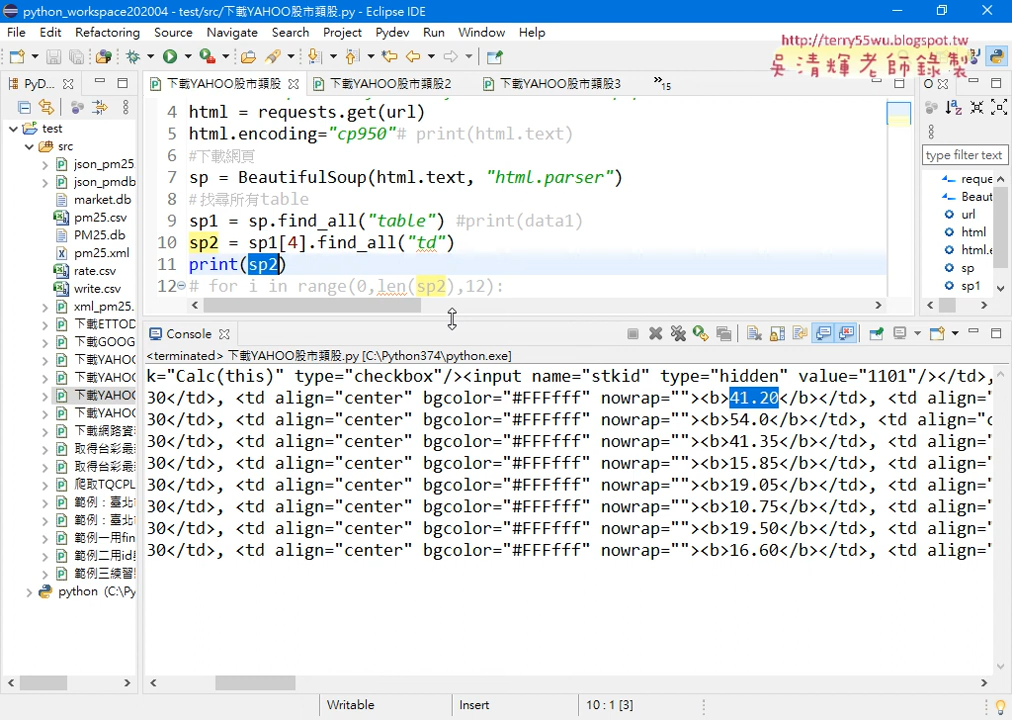 python_workspace202004 - test/src/下載YAHOO股市類股.py - Eclipse IDE
File Edit Refactoring Source Navigate Search Project Pydev Run Window Help
http://terry55wu.blogspot.tw
吳清輝老師錄製
PyD...
下載YAHOO股市類股
下載YAHOO股市類股2
下載YAHOO股市類股3
»15
type filter text
test
src
json_pm25
json_pmdb
market.db
pm25.csv
PM25.db
pm25.xml
rate.csv
write.csv
xml_pm25.
下載ETTOD
下載GOOG
下載YAHO
下載YAHOO
下載YAHOO
下載YAHOO
下載網路資
取得台彩最
取得台彩最
爬取TQCPL
範例：臺北
範例：臺北
範例一用fin
範例二用id
範例三練習
python (C:\Py
4 html = requests.get(url)
5 html.encoding="cp950"# print(html.text)
6 #下載網頁
7 sp = BeautifulSoup(html.text, "html.parser")
8 #找尋所有table
9 sp1 = sp.find_all("table") #print(data1)
10 sp2 = sp1[4].find_all("td")
11 print(sp2)
12 # for i in range(0,len(sp2),12):
reque
Beaut
url
html
html.e
sp
sp1
Console
<terminated> 下載YAHOO股市類股.py [C:\Python374\python.exe]
k="Calc(this)" type="checkbox"/><input name="stkid" type="hidden" value="1101"/></td>,
30</td>, <td align="center" bgcolor="#FFFfff" nowrap=""><b>41.20</b></td>, <td align="
30</td>, <td align="center" bgcolor="#FFFfff" nowrap=""><b>54.0</b></td>, <td align="c
30</td>, <td align="center" bgcolor="#FFFfff" nowrap=""><b>41.35</b></td>, <td align="
30</td>, <td align="center" bgcolor="#FFFfff" nowrap=""><b>15.85</b></td>, <td align="
30</td>, <td align="center" bgcolor="#FFFfff" nowrap=""><b>19.05</b></td>, <td align="
30</td>, <td align="center" bgcolor="#FFFfff" nowrap=""><b>10.75</b></td>, <td align="
30</td>, <td align="center" bgcolor="#FFFfff" nowrap=""><b>19.50</b></td>, <td align="
30</td>, <td align="center" bgcolor="#FFFfff" nowrap=""><b>16.60</b></td>, <td align="
Writable Insert 10 : 1 [3]